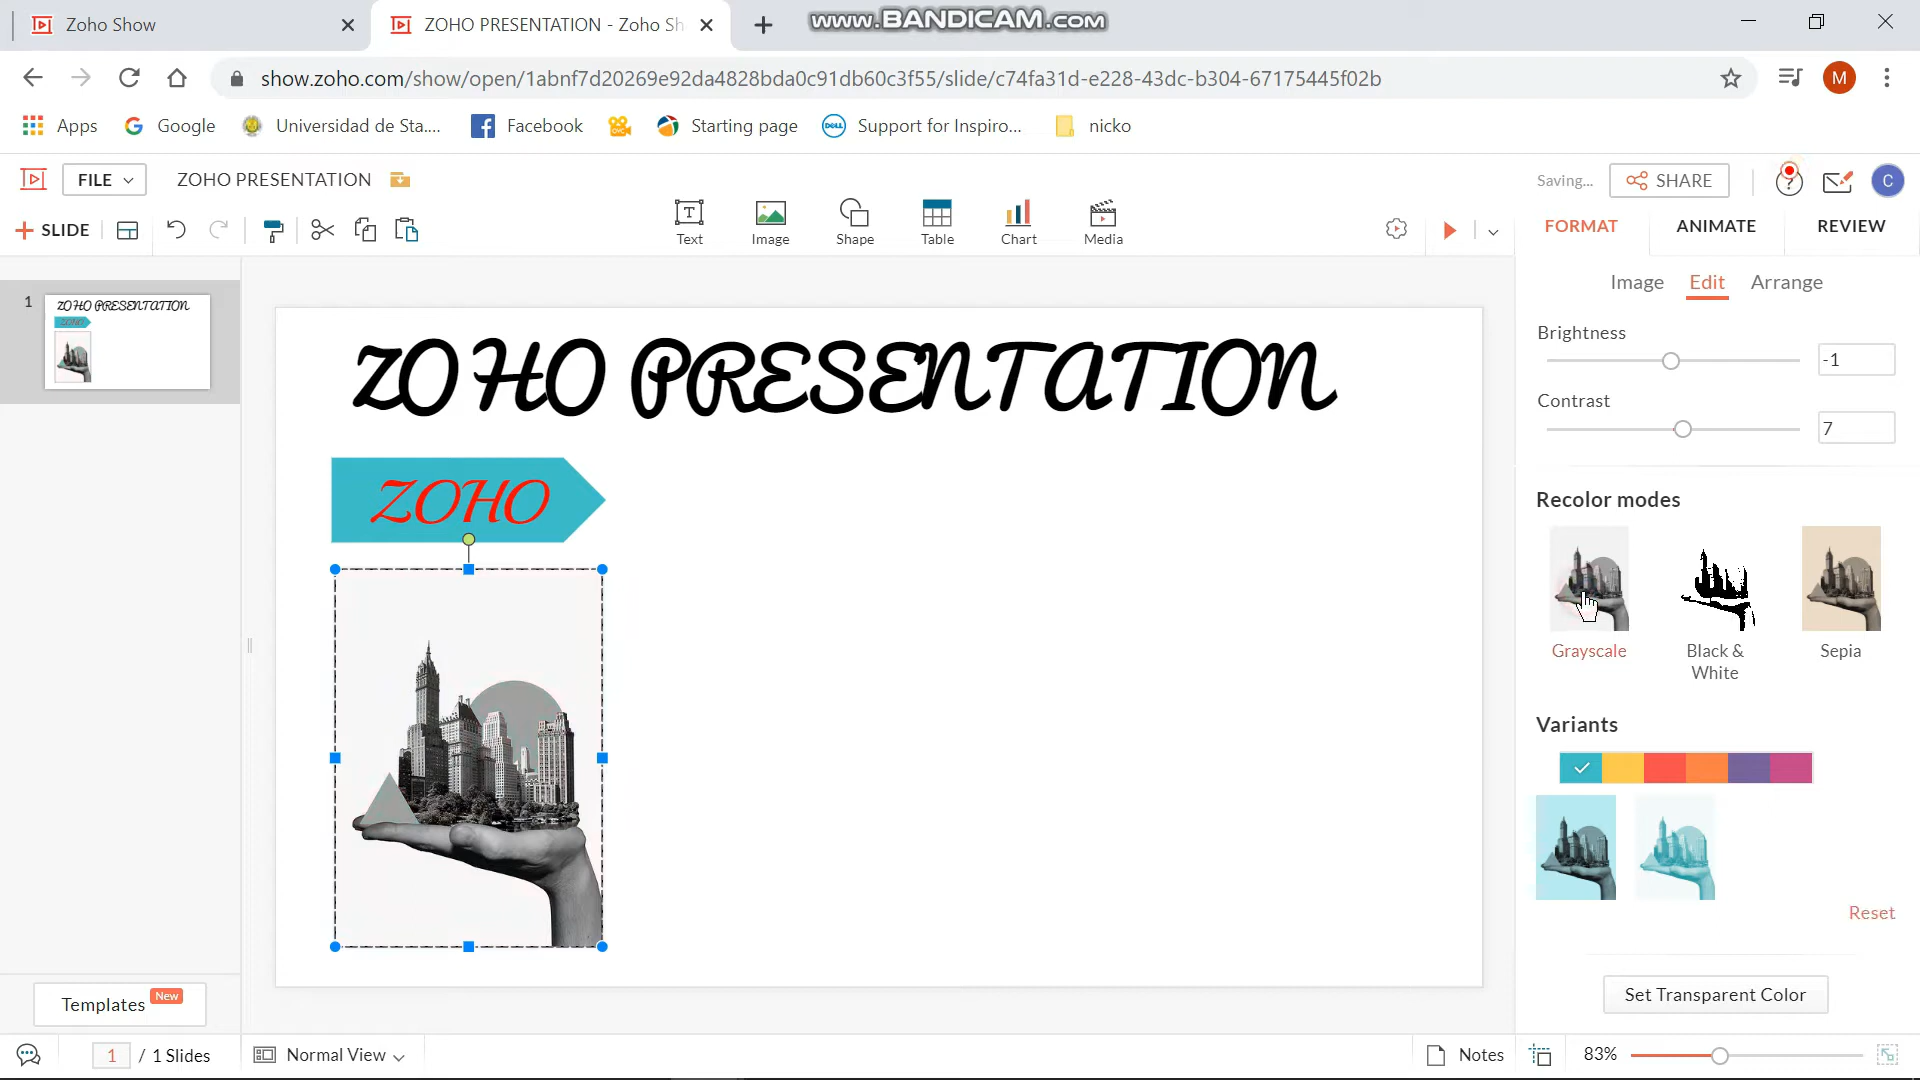 Zoho Show
ZOHO PRESENTATION - Zoho Sh
www.BANDICAM.com
show.zoho.com/show/open/1abnf7d20269e92da4828bda0c91db60c3f55/slide/c74fa31d-e228-43dc-b304-67175445f02b
M
Apps
Google
Universidad de Sta....
Facebook
Starting page
DELL
Support for Inspiro...
nicko
FILE
ZOHO PRESENTATION
Saving...
SHARE
?
C
+ SLIDE
Text
Image
Shape
Table
Chart
Media
FORMAT
ANIMATE
REVIEW
Image
Edit
Arrange
1
ZOHO PRESENTATION
ZOHO
ZOHO PRESENTATION
ZOHO
Brightness
-1
Contrast
7
Recolor modes
Grayscale
Black &
White
Sepia
Variants
Reset
Set Transparent Color
Templates
New
1 / 1 Slides
Normal View
Notes
83%